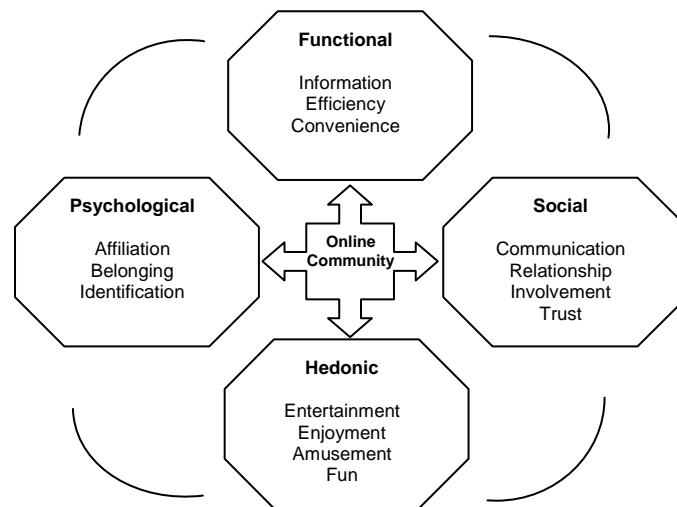 Functional
Information
Efficiency
Convenience
Psychological
Affiliation
Belonging
Identification
Online
Community
Social
Communication
Relationship
Involvement
Trust
Hedonic
Entertainment
Enjoyment
Amusement
Fun